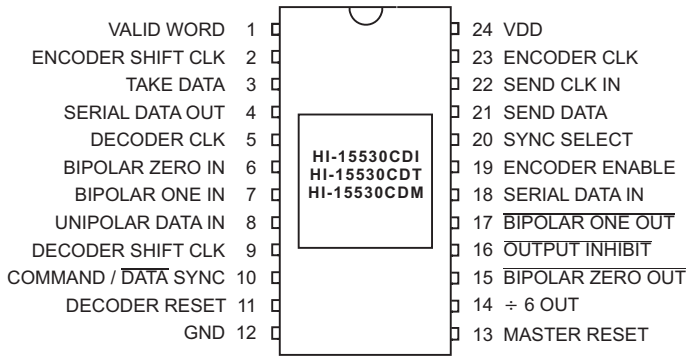 VALID WORD 1
ENCODER SHIFT CLK 2
TAKE DATA 3
SERIAL DATA OUT 4
DECODER CLK 5
BIPOLAR ZERO IN 6
BIPOLAR ONE IN 7
UNIPOLAR DATA IN 8
DECODER SHIFT CLK 9
COMMAND / DATA SYNC 10
DECODER RESET 11
GND 12
HI-15530CDI
HI-15530CDT
HI-15530CDM
24 VDD
23 ENCODER CLK
22 SEND CLK IN
21 SEND DATA
20 SYNC SELECT
19 ENCODER ENABLE
18 SERIAL DATA IN
17 BIPOLAR ONE OUT
16 OUTPUT INHIBIT
15 BIPOLAR ZERO OUT
14 ÷ 6 OUT
13 MASTER RESET